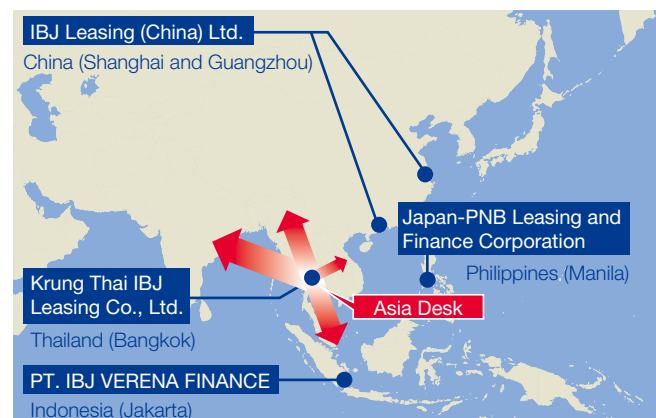 IBJ Leasing (China) Ltd.
China (Shanghai and Guangzhou)
Japan-PNB Leasing and
Finance Corporation
Philippines (Manila)
Krung Thai IBJ
Leasing Co., Ltd.
Thailand (Bangkok)
Asia Desk
PT. IBJ VERENA FINANCE
Indonesia (Jakarta)